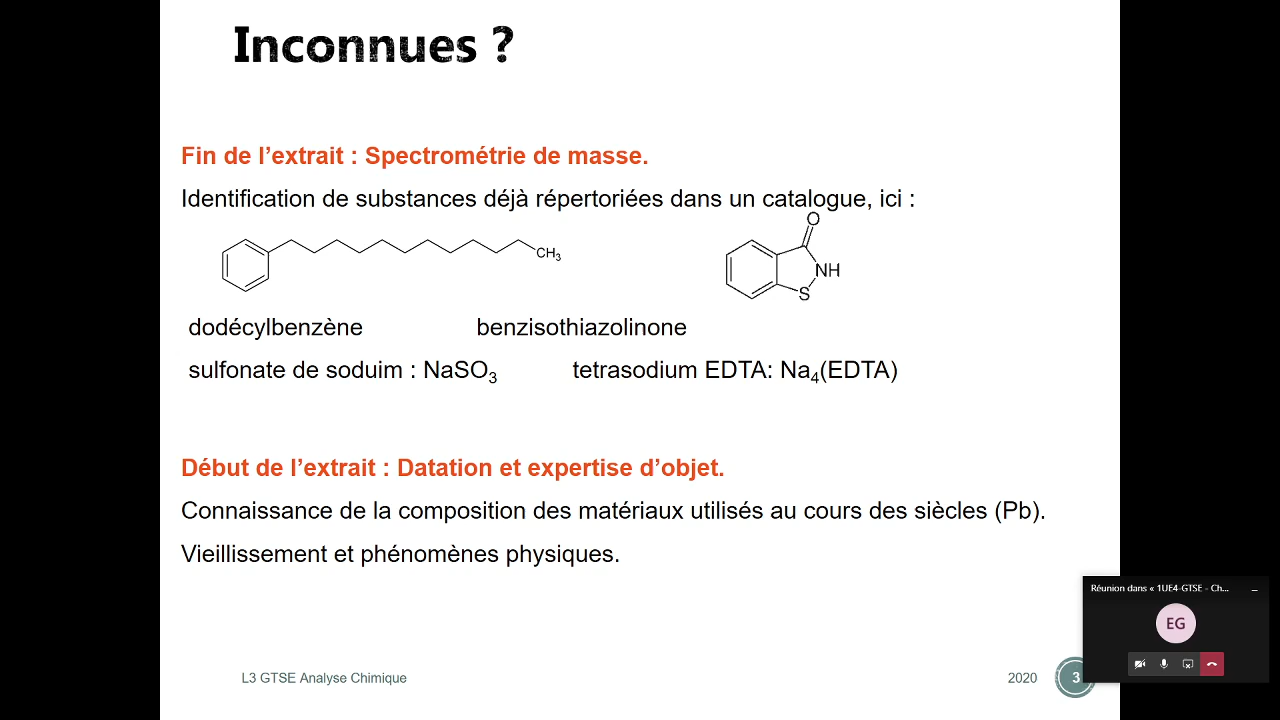 Inconnues ?
Fin de l’extrait : Spectrométrie de masse.
Identification de substances déjà répertoriées dans un catalogue, ici :
O
CH₃
NH
S
dodécylbenzène benzisothiazolinone
sulfonate de soduim : NaSO₃ tetrasodium EDTA: Na₄(EDTA)
Début de l’extrait : Datation et expertise d’objet.
Connaissance de la composition des matériaux utilisés au cours des siècles (Pb).
Vieillissement et phénomènes physiques.
Réunion dans « 1UE4-GTSE - Ch...
EG
L3 GTSE Analyse Chimique 2020 3